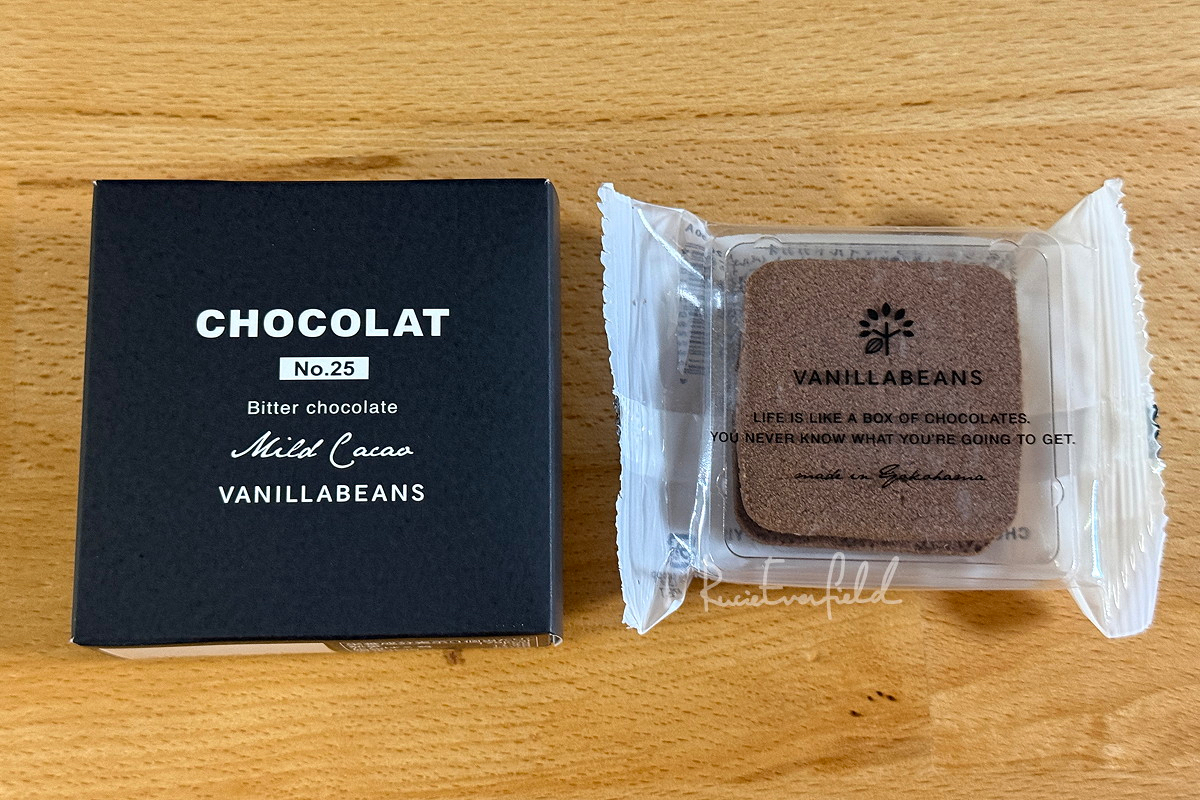 CHOCOLAT
No.25
Bitter chocolate
Mild Cacao
VANILLABEANS
VANILLABEANS
LIFE IS LIKE A BOX OF CHOCOLATES.
YOU NEVER KNOW WHAT YOU'RE GOING TO GET.
made in Yokohama
RucieEverfield